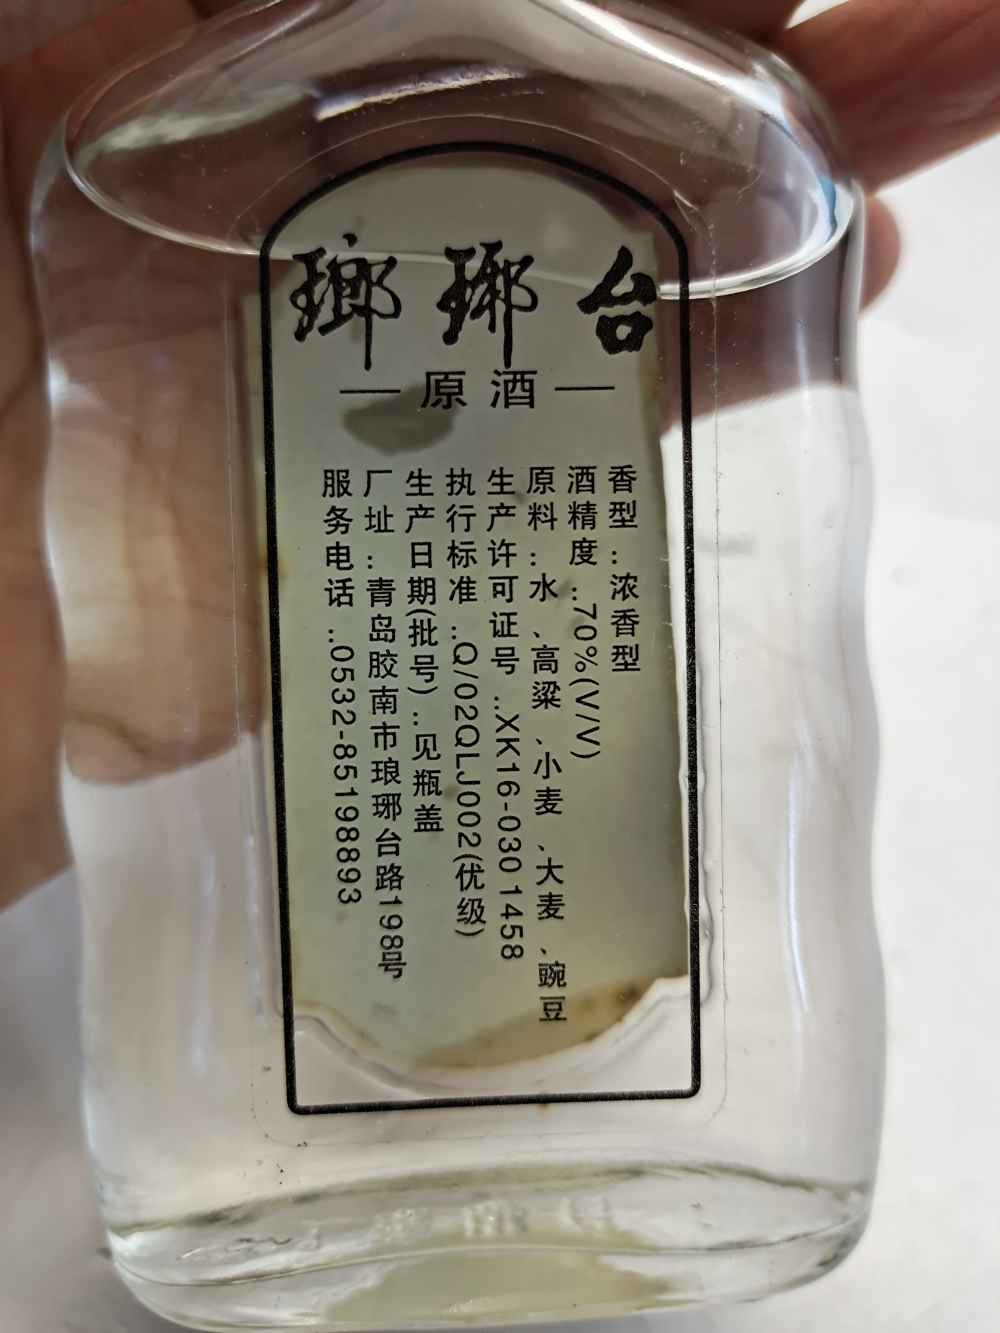 琅琊台
原酒
香型：浓香型
酒精度：70%(V/V)
原料：水、高粱、小麦、大麦、豌豆
生产许可证号：XK16-030 1458
执行标准：Q/02QLJ002(优级)
生产日期(批号)：见瓶盖
厂址：青岛胶南市琅琊台路198号
服务电话：0532-85198893